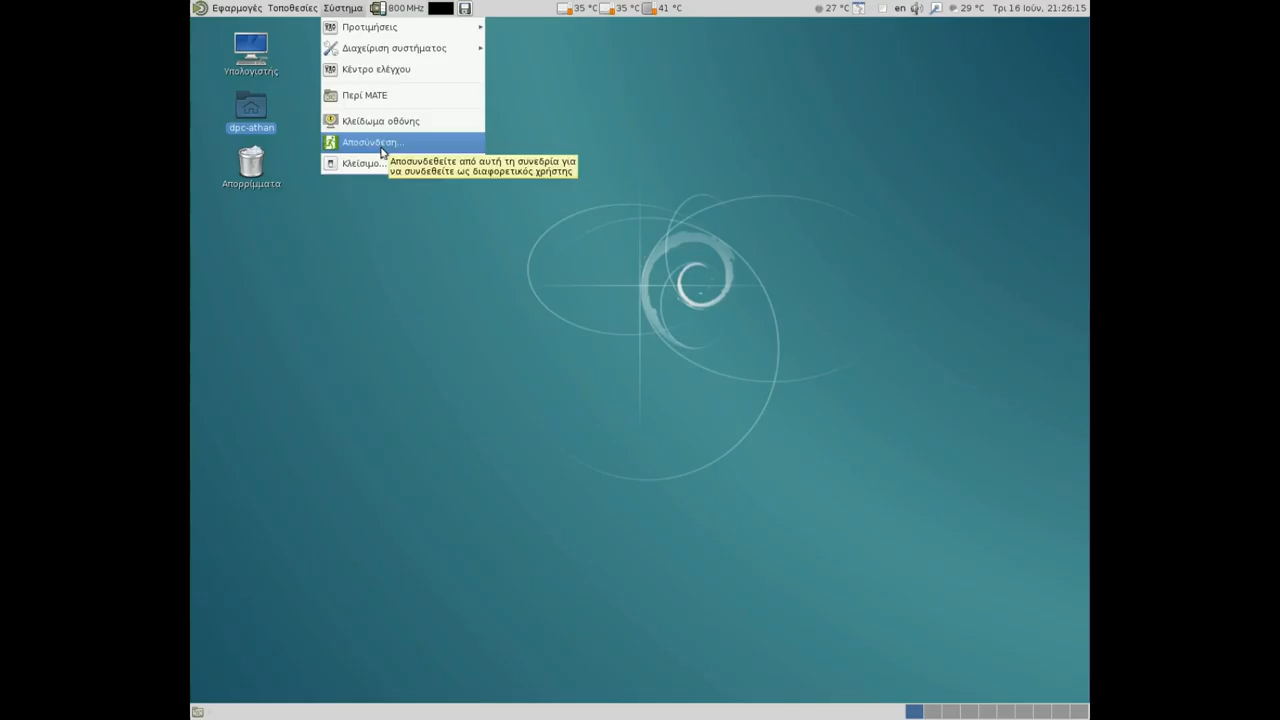 Εφαρμογές Τοποθεσίες Σύστημα 800 MHz 35 °C 35 °C 41 °C 27 °C en 29 °C Τρι 16 Ιούν, 21:26:15
Προτιμήσεις
Διαχείριση συστήματος
Κέντρο ελέγχου
Περί MATE
Κλείδωμα οθόνης
Αποσύνδεση...
Κλείσιμο...
Αποσυνδεθείτε από αυτή τη συνεδρία για
να συνδεθείτε ως διαφορετικός χρήστης
Υπολογιστής
dpc-athan
Απορρίμματα